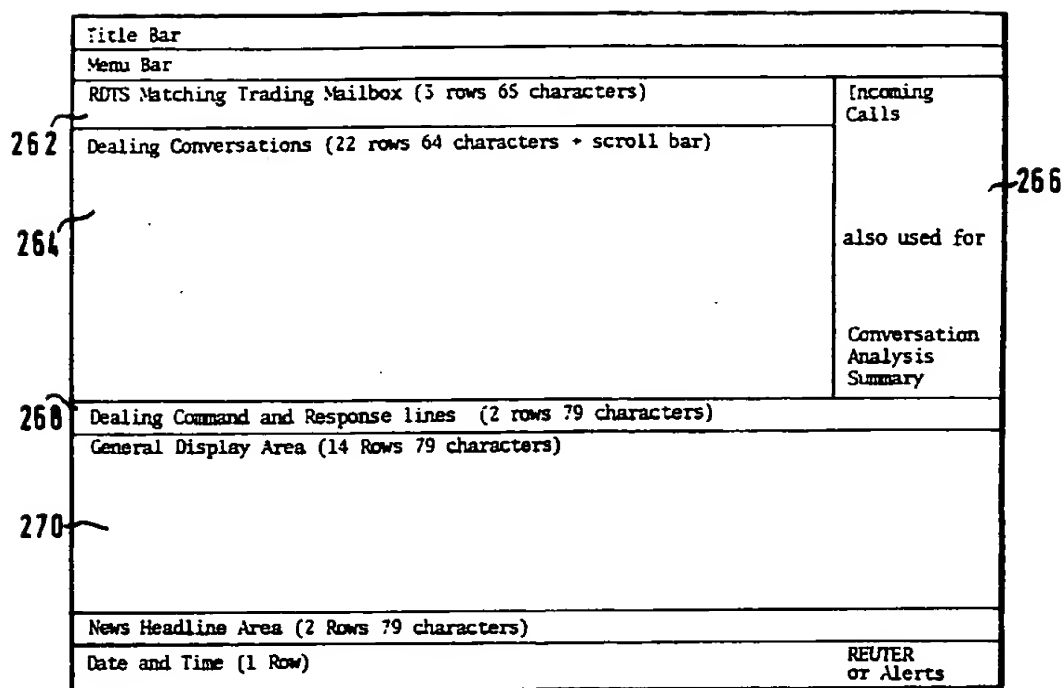 Title Bar
Menu Bar
RDTS Matching Trading Mailbox (3 rows 65 characters)
Incoming
Calls
262
Dealing Conversations (22 rows 64 characters + scroll bar)
266
264
also used for
Conversation
Analysis
Summary
268
Dealing Command and Response lines (2 rows 79 characters)
General Display Area (14 Rows 79 characters)
270
News Headline Area (2 Rows 79 characters)
Date and Time (1 Row)
REUTER
or Alerts